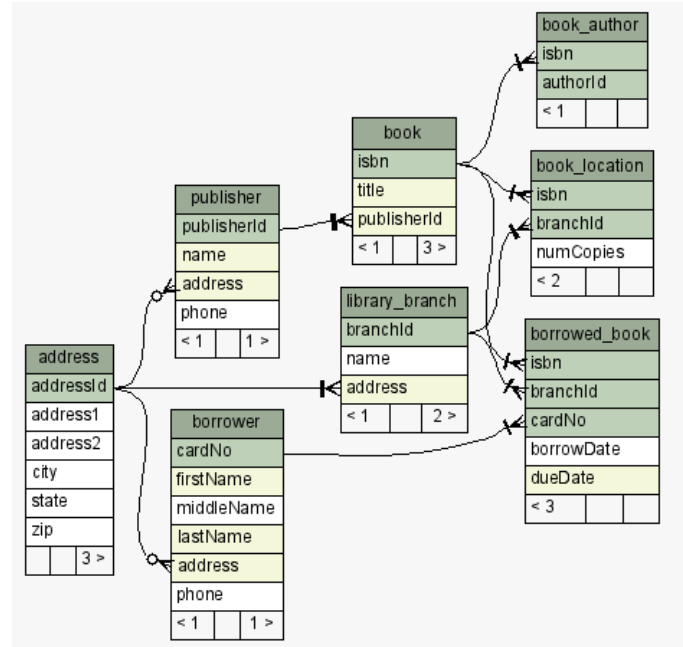 book_author
isbn
authorId
< 1
book
isbn
title
publisherId
< 1 3 >
book_location
isbn
branchId
numCopies
< 2
publisher
publisherId
name
address
phone
< 1 1 >
library_branch
branchId
name
address
< 1 2 >
borrowed_book
isbn
branchId
cardNo
borrowDate
dueDate
< 3
address
addressId
address1
address2
city
state
zip
3 >
borrower
cardNo
firstName
middleName
lastName
address
phone
< 1 1 >